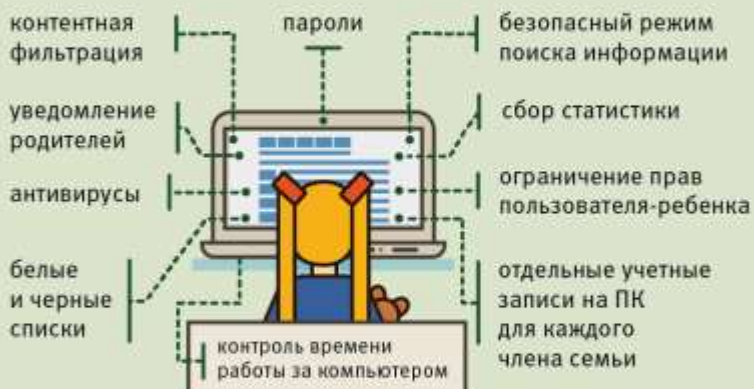 контентная
фильтрация
пароли
безопасный режим
поиска информации
уведомление
родителей
сбор статистики
антивирусы
ограничение прав
пользователя-ребенка
белые
и черные
списки
отдельные учетные
записи на ПК
для каждого
члена семьи
контроль времени
работы за компьютером